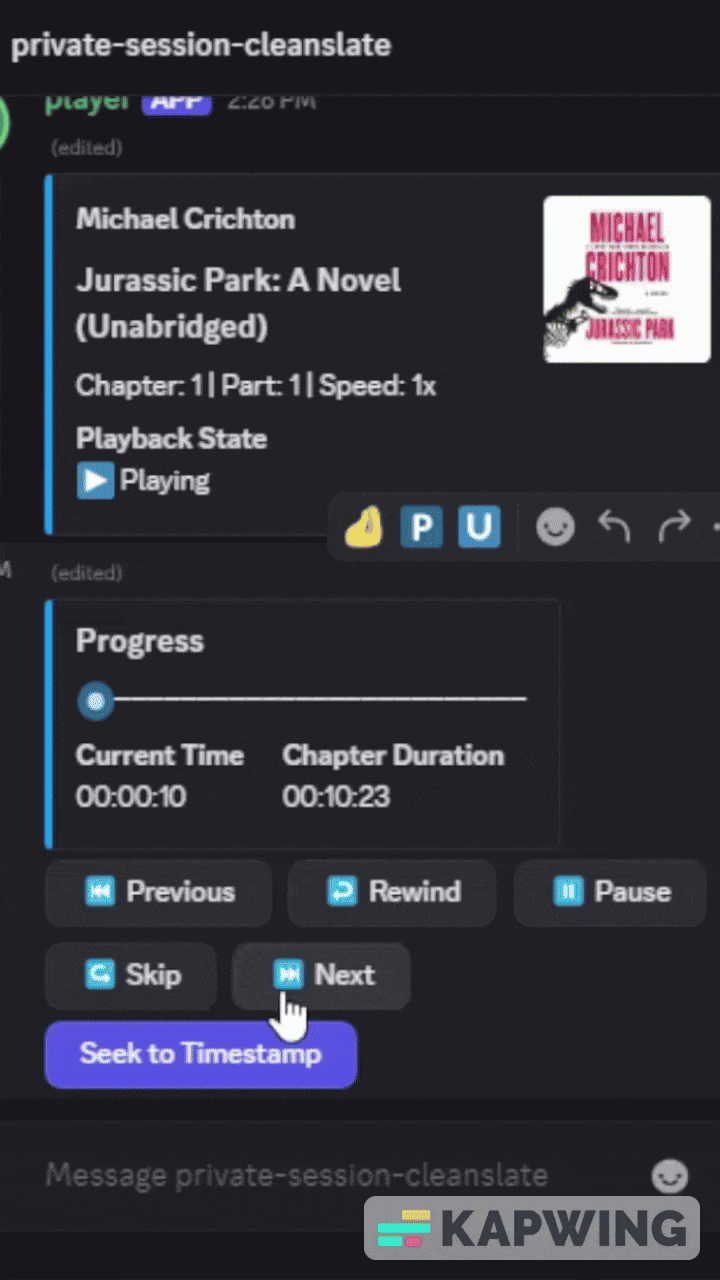 private-session-cleanslate
player APP 2:26 PM
(edited)
Michael Crichton
Jurassic Park: A Novel
(Unabridged)
MICHAEL
CRICHTON
JURASSIC PARK
Chapter: 1 | Part: 1 | Speed: 1x
Playback State
Playing
P U
M (edited)
Progress
Current Time Chapter Duration
00:00:10 00:10:23
Previous Rewind Pause
Skip Next
Seek to Timestamp
Message private-session-cleanslate
KAPWING